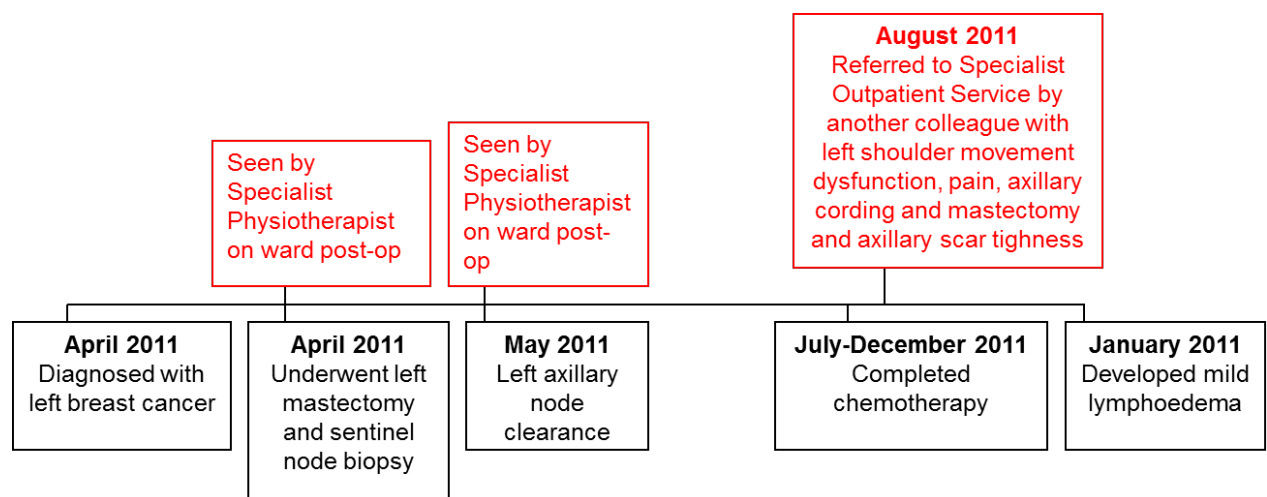 August 2011
Referred to Specialist
Outpatient Service by
another colleague with
left shoulder movement
dysfunction, pain, axillary
cording and mastectomy
and axillary scar tighness
Seen by
Specialist
Physiotherapist
on ward post-op
Seen by
Specialist
Physiotherapist
on ward post-
op
April 2011
Diagnosed with
left breast cancer
April 2011
Underwent left
mastectomy
and sentinel
node biopsy
May 2011
Left axillary
node
clearance
July-December 2011
Completed
chemotherapy
January 2011
Developed mild
lymphoedema